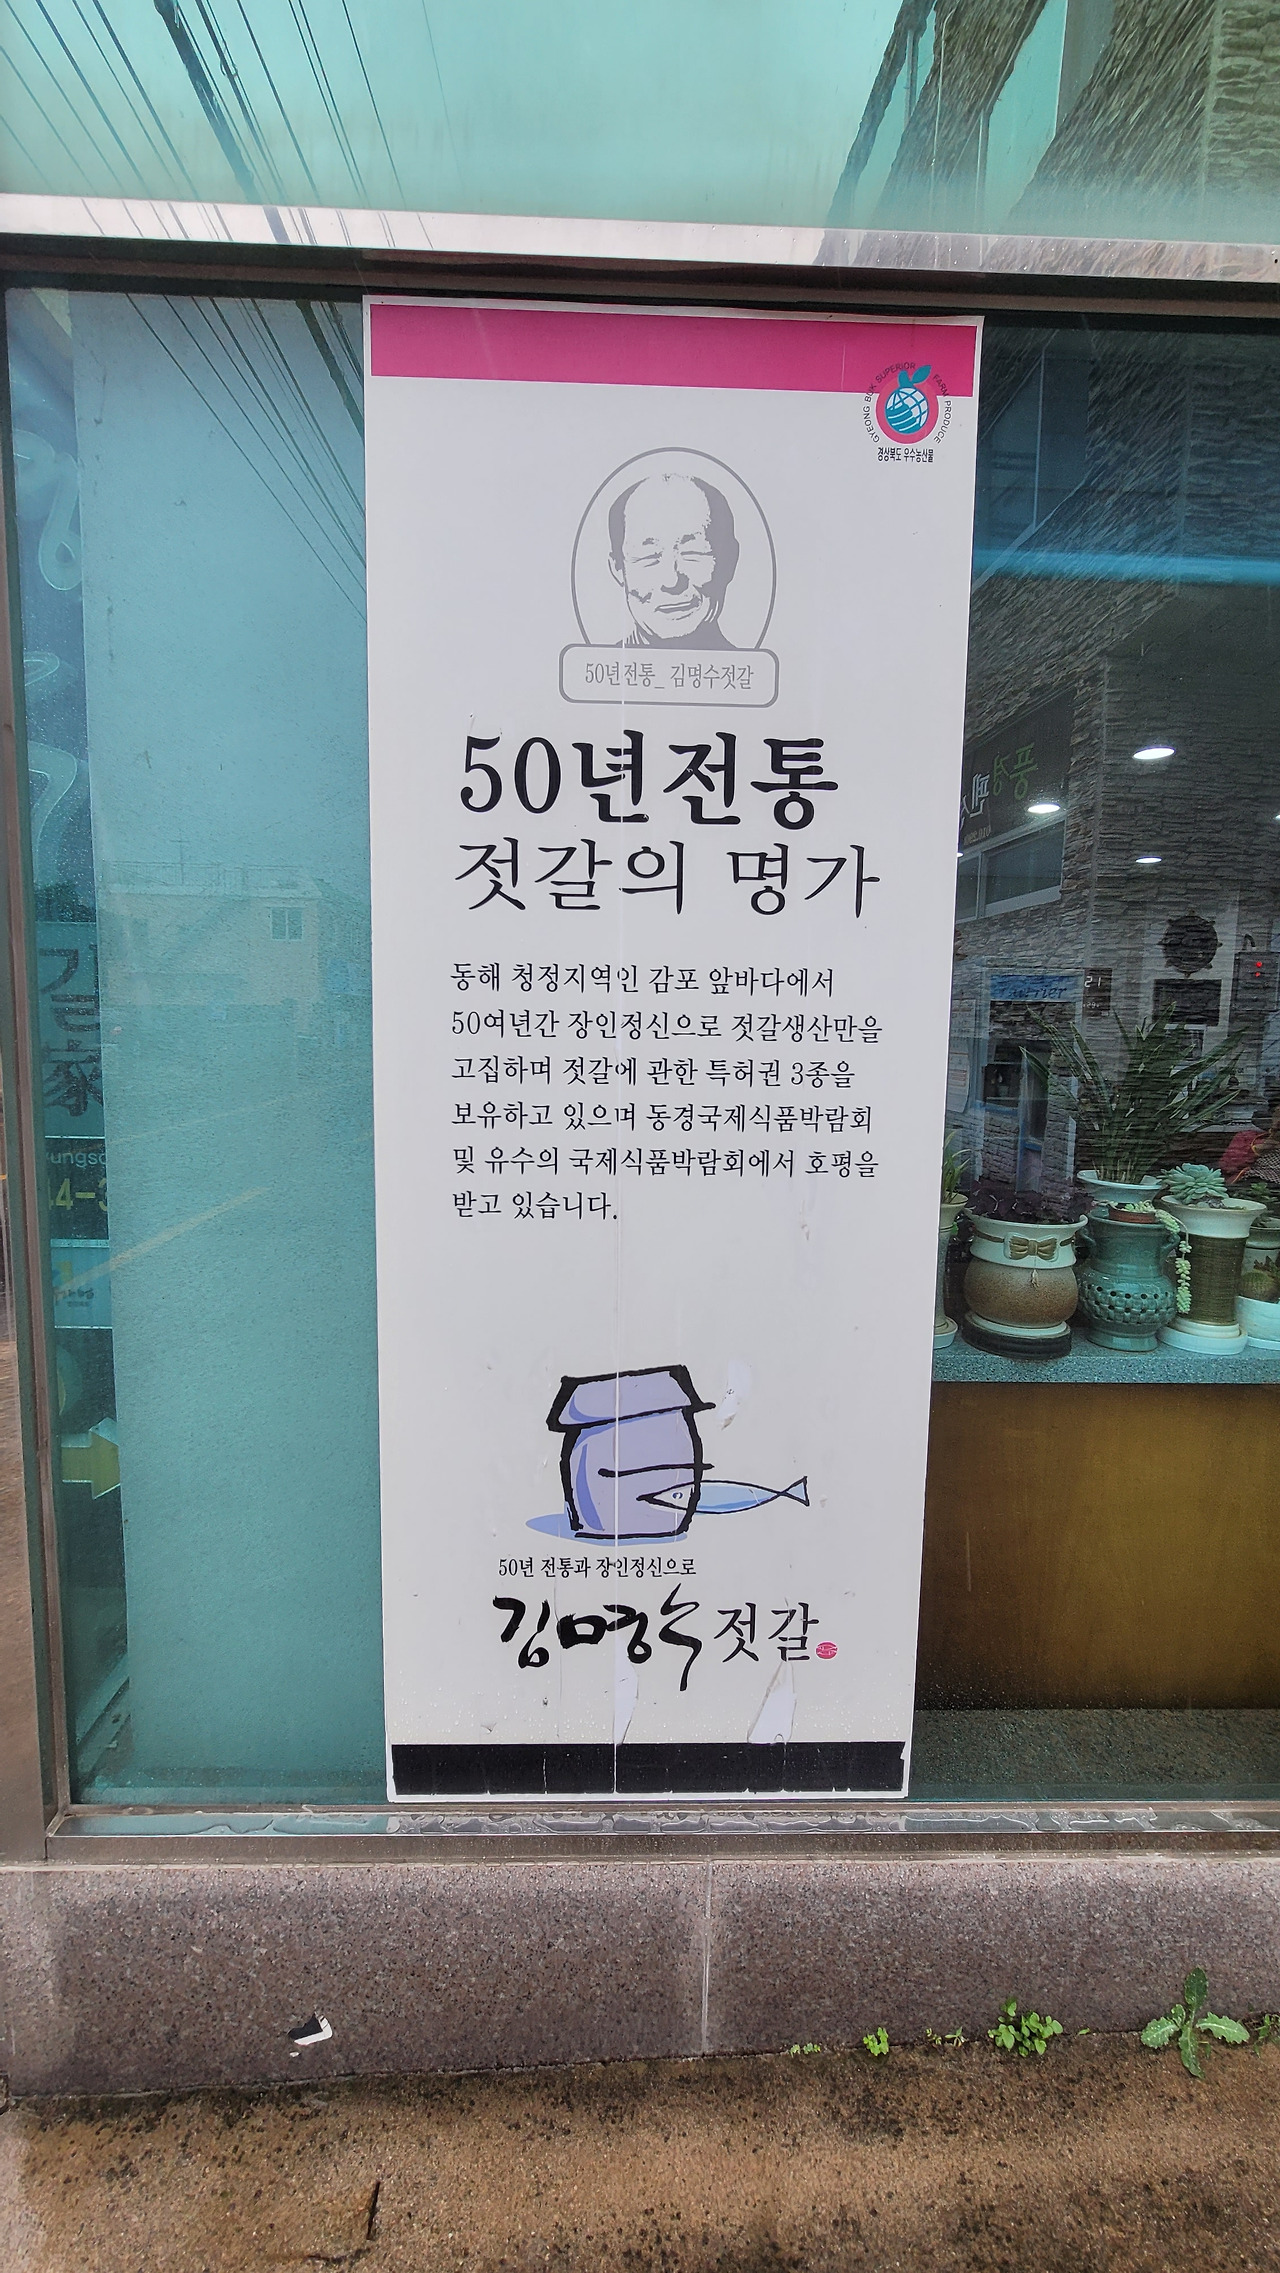 GYEONG BUK SUPERIOR FARM PRODUCE
경상북도 우수농산물
50년전통_ 김명수젓갈
50년전통
젓갈의 명가
동해 청정지역인 감포 앞바다에서
50여년간 장인정신으로 젓갈생산만을
고집하며 젓갈에 관한 특허권 3종을
보유하고 있으며 동경국제식품박람회
및 유수의 국제식품박람회에서 호평을
받고 있습니다.
50년 전통과 장인정신으로
김명수젓갈